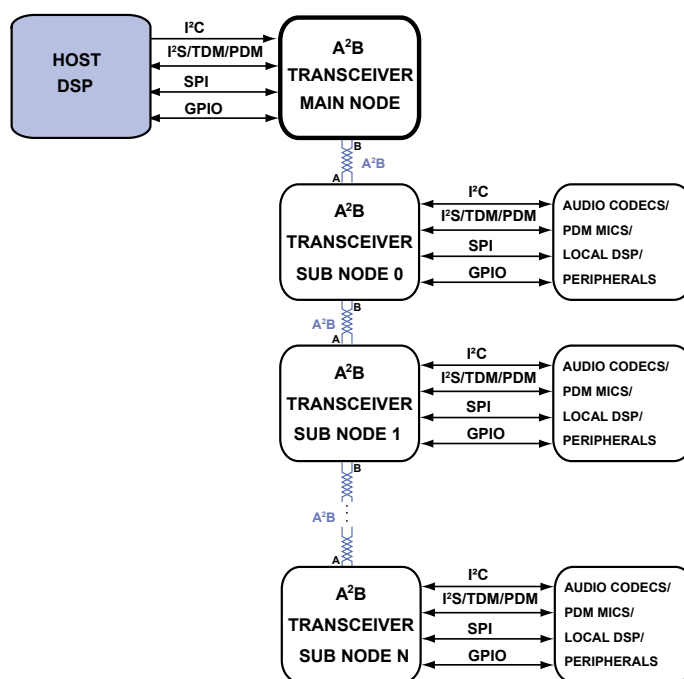 HOST
DSP
I²C
I²S/TDM/PDM
SPI
GPIO
A²B
TRANSCEIVER
MAIN NODE
B
A²B
A
A²B
TRANSCEIVER
SUB NODE 0
I²C
I²S/TDM/PDM
SPI
GPIO
AUDIO CODECS/
PDM MICS/
LOCAL DSP/
PERIPHERALS
B
A²B
A
A²B
TRANSCEIVER
SUB NODE 1
I²C
I²S/TDM/PDM
SPI
GPIO
AUDIO CODECS/
PDM MICS/
LOCAL DSP/
PERIPHERALS
B
A²B
A
A²B
TRANSCEIVER
SUB NODE N
I²C
I²S/TDM/PDM
SPI
GPIO
AUDIO CODECS/
PDM MICS/
LOCAL DSP/
PERIPHERALS